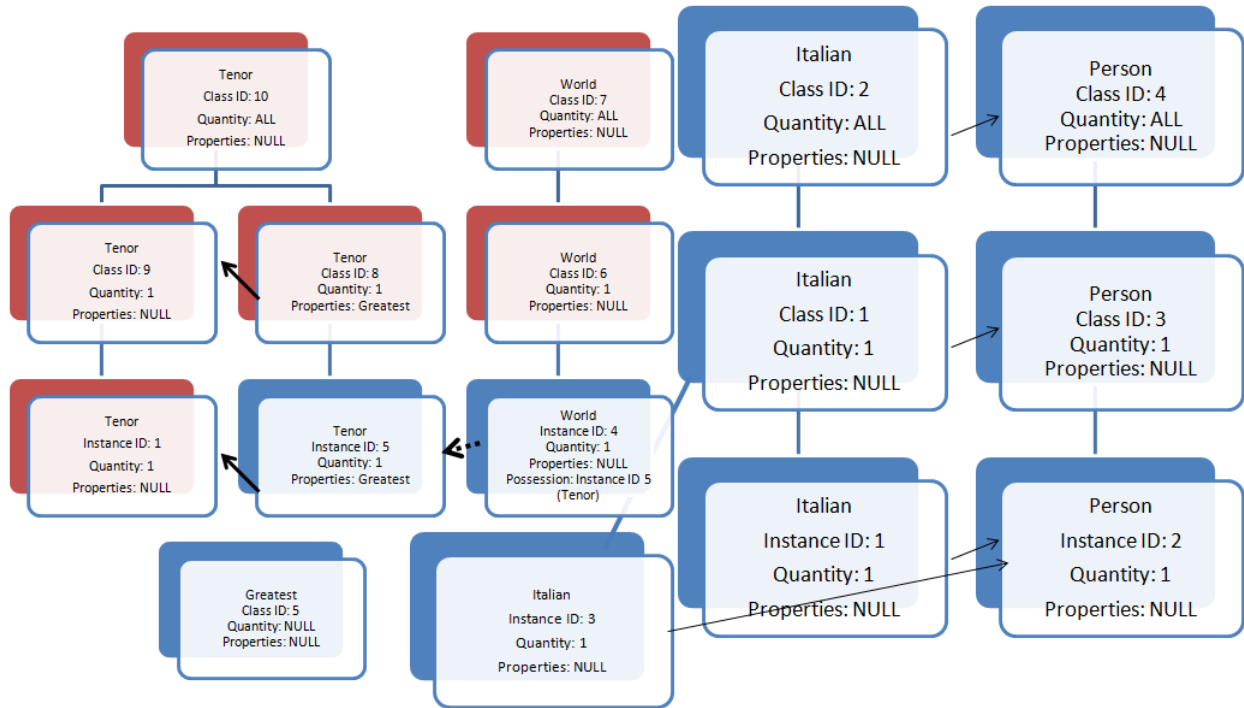 Tenor
Class ID: 10
Quantity: ALL
Properties: NULL
World
Class ID: 7
Quantity: ALL
Properties: NULL
Italian
Class ID: 2
Quantity: ALL
Properties: NULL
Person
Class ID: 4
Quantity: ALL
Properties: NULL
Tenor
Class ID: 9
Quantity: 1
Properties: NULL
Tenor
Class ID: 8
Quantity: 1
Properties: Greatest
World
Class ID: 6
Quantity: 1
Properties: NULL
Italian
Class ID: 1
Quantity: 1
Properties: NULL
Person
Class ID: 3
Quantity: 1
Properties: NULL
Tenor
Instance ID: 1
Quantity: 1
Properties: NULL
Tenor
Instance ID: 5
Quantity: 1
Properties: Greatest
World
Instance ID: 4
Quantity: 1
Properties: NULL
Possession: Instance ID 5
(Tenor)
Italian
Instance ID: 1
Quantity: 1
Properties: NULL
Person
Instance ID: 2
Quantity: 1
Properties: NULL
Greatest
Class ID: 5
Quantity: NULL
Properties: NULL
Italian
Instance ID: 3
Quantity: 1
Properties: NULL